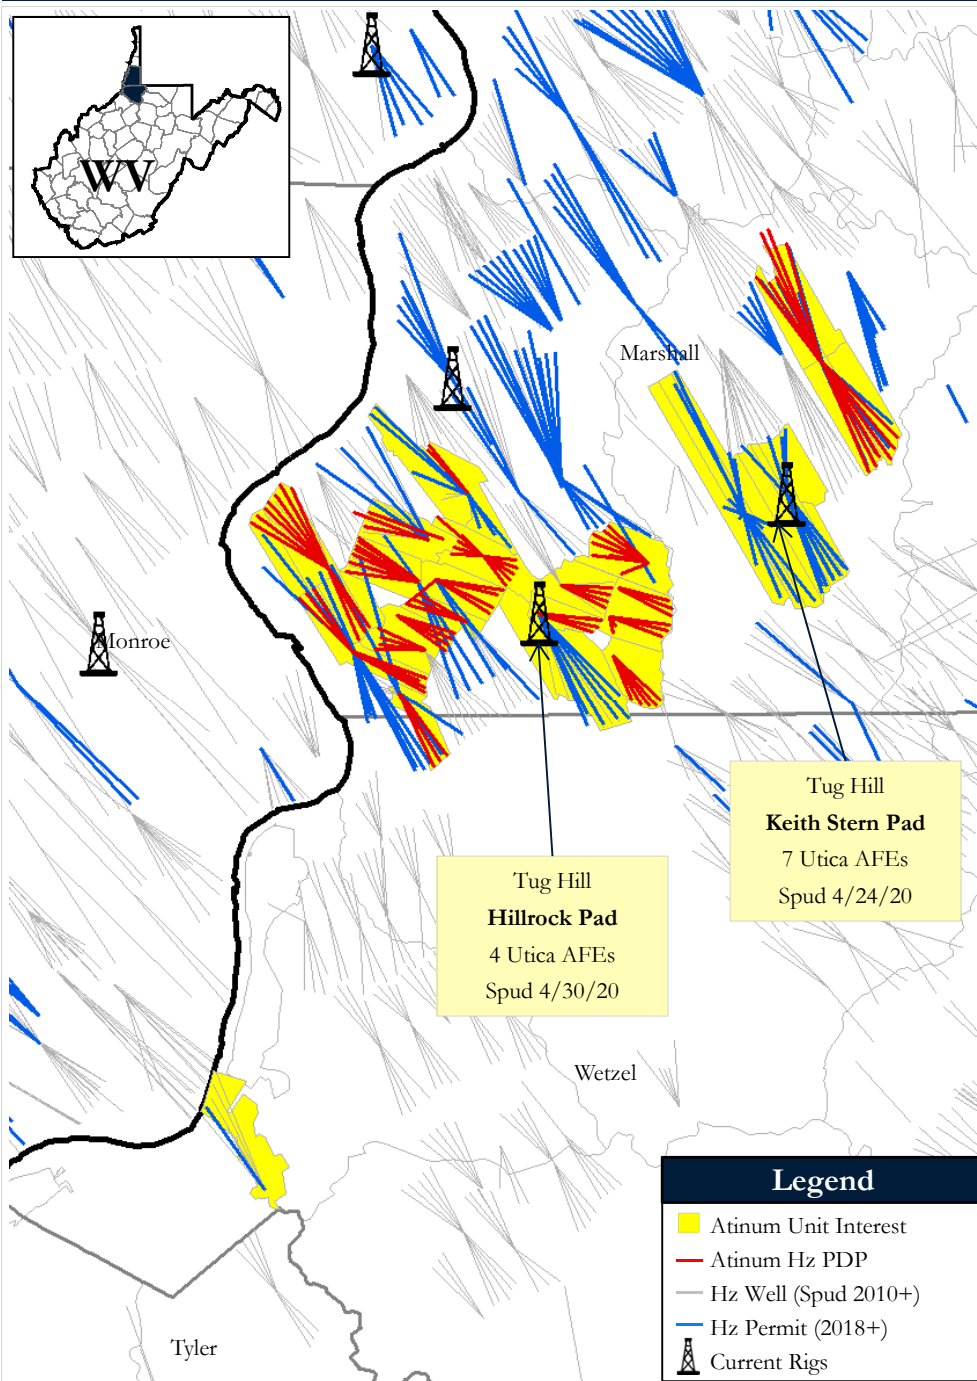 WV
Marshall
Monroe
Tug Hill
Keith Stern Pad
7 Utica AFEs
Spud 4/24/20
Tug Hill
Hillrock Pad
4 Utica AFEs
Spud 4/30/20
Wetzel
Tyler
Legend
Atinum Unit Interest
Atinum Hz PDP
Hz Well (Spud 2010+)
Hz Permit (2018+)
Current Rigs